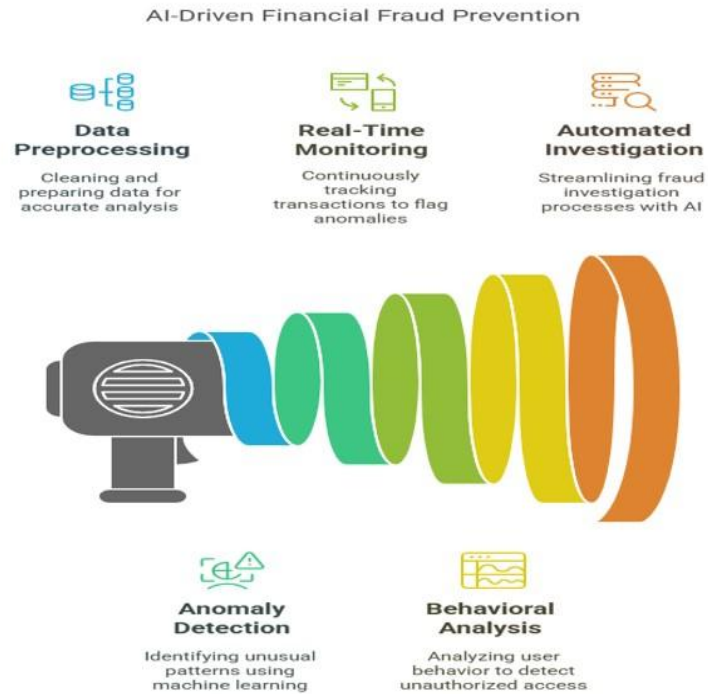 AI-Driven Financial Fraud Prevention
Data
Preprocessing
Cleaning and
preparing data for
accurate analysis
Real-Time
Monitoring
Continuously
tracking
transactions to flag
anomalies
Automated
Investigation
Streamlining fraud
investigation
processes with AI
Anomaly
Detection
Identifying unusual
patterns using
machine learning
Behavioral
Analysis
Analyzing user
behavior to detect
unauthorized access